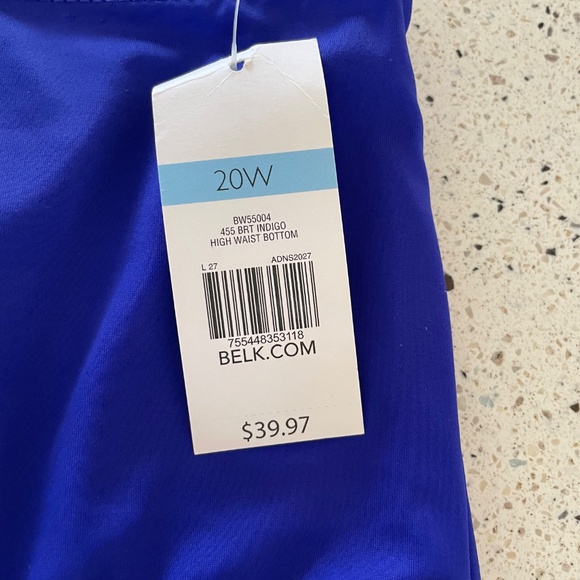 20W
BW55004
455 BRT INDIGO
HIGH WAIST BOTTOM
L 27 ADNS2027
755448353118
BELK.COM
$39.97